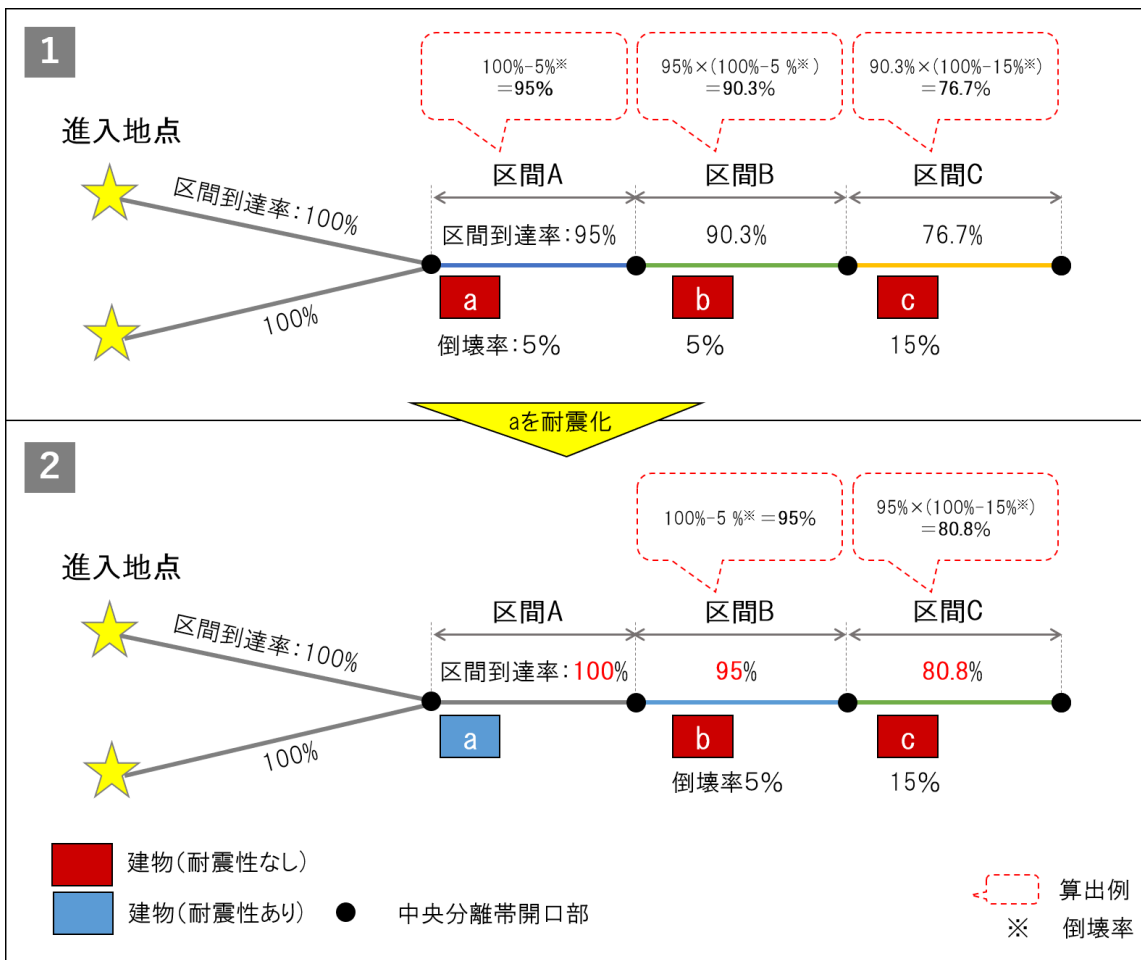 1
100%-5%※
=95%
95%×(100%-5 %※)
=90.3%
90.3%×(100%-15%※)
=76.7%
進入地点
区間A
区間B
区間C
区間到達率:100%
区間到達率:95%
90.3%
76.7%
100%
a
b
c
倒壊率:5%
5%
15%
aを耐震化
2
100%-5 %※ =95%
95%×(100%-15%※)
=80.8%
進入地点
区間A
区間B
区間C
区間到達率:100%
区間到達率:100%
95%
80.8%
100%
a
b
c
倒壊率5%
15%
建物(耐震性なし)
建物(耐震性あり)
中央分離帯開口部
算出例
※ 倒壊率